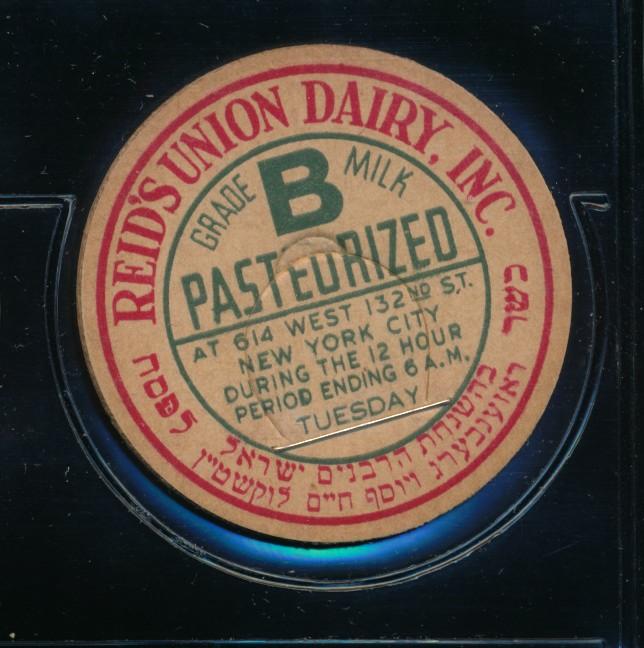 REID'S UNION DAIRY, INC.
GRADE B MILK
PASTEURIZED
AT 614 WEST 132ND ST.
NEW YORK CITY
DURING THE 12 HOUR
PERIOD ENDING 6 A.M.
TUESDAY
כשר
לפסח
בהשגחת הרבנים ישראל
ראזענבערג ויוסף חיים לוקשטיין